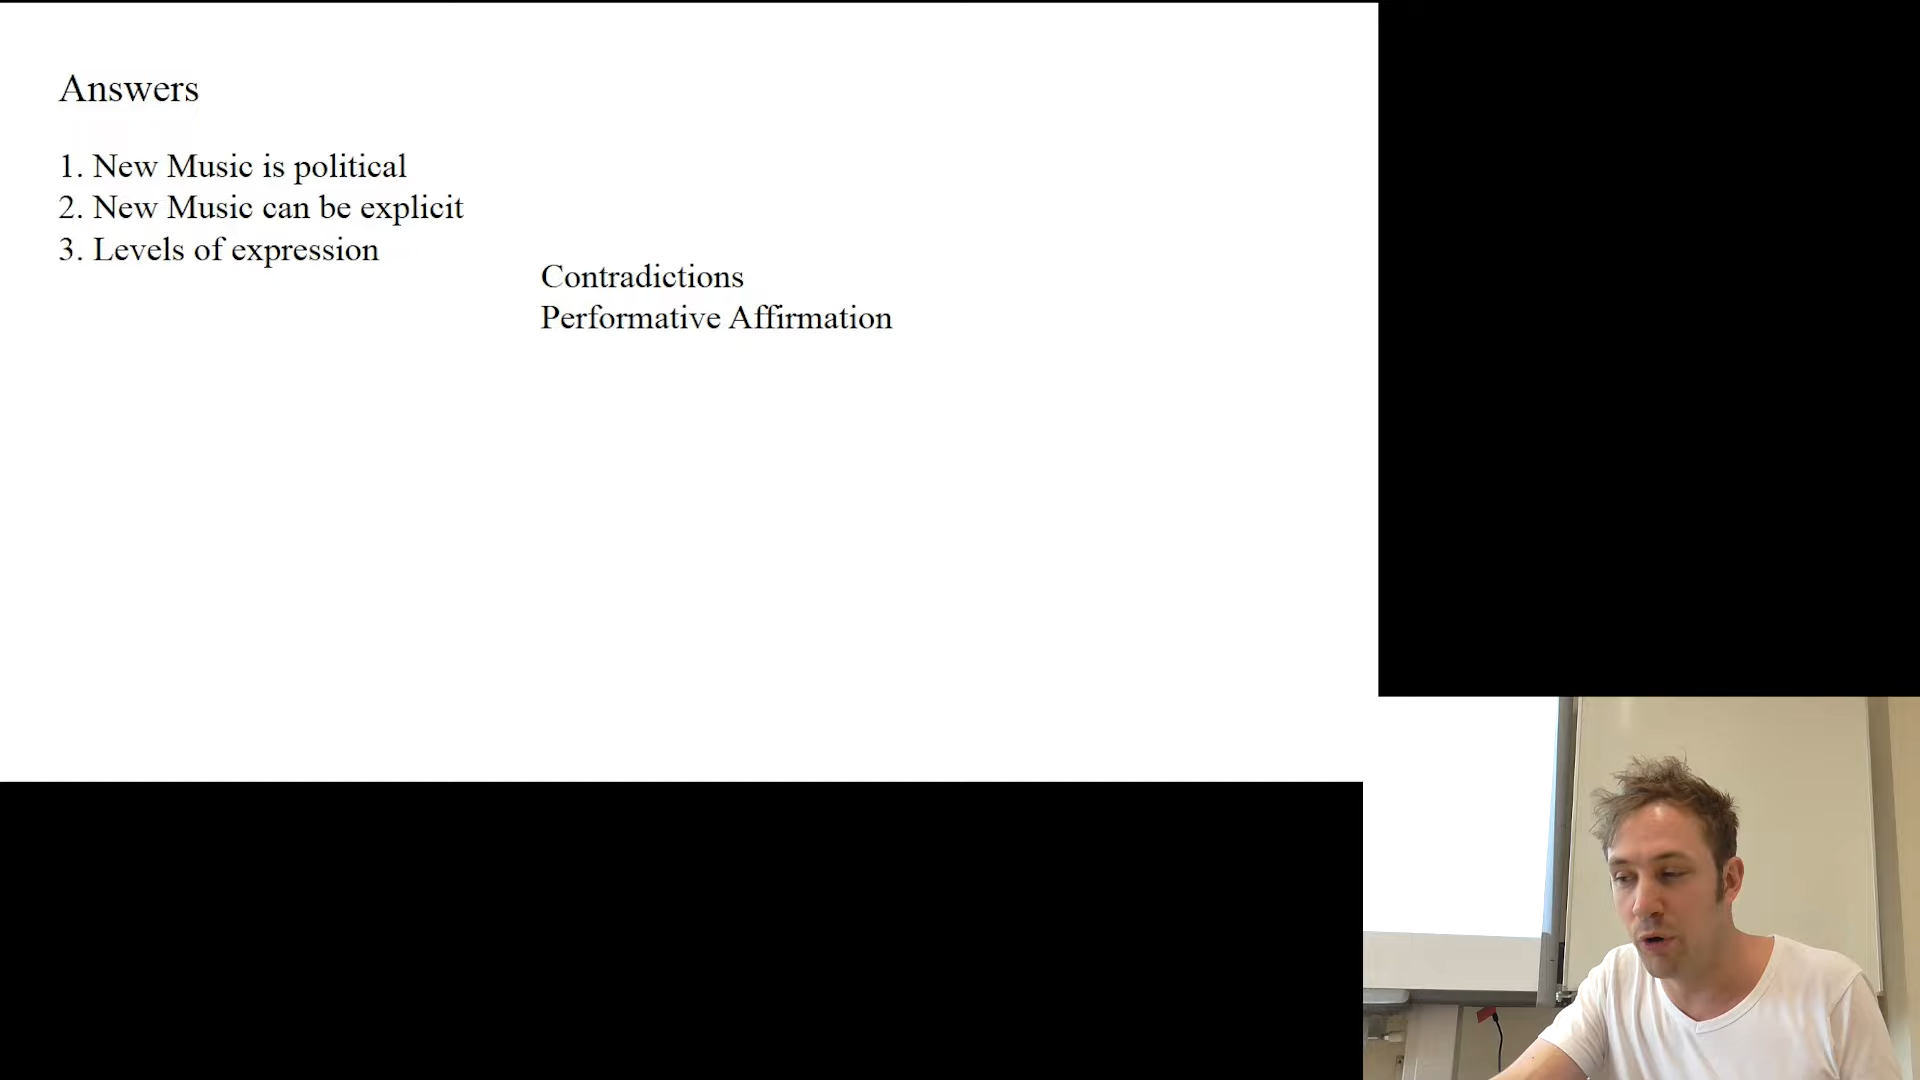 Answers
1. New Music is political
2. New Music can be explicit
3. Levels of expression
Contradictions
Performative Affirmation